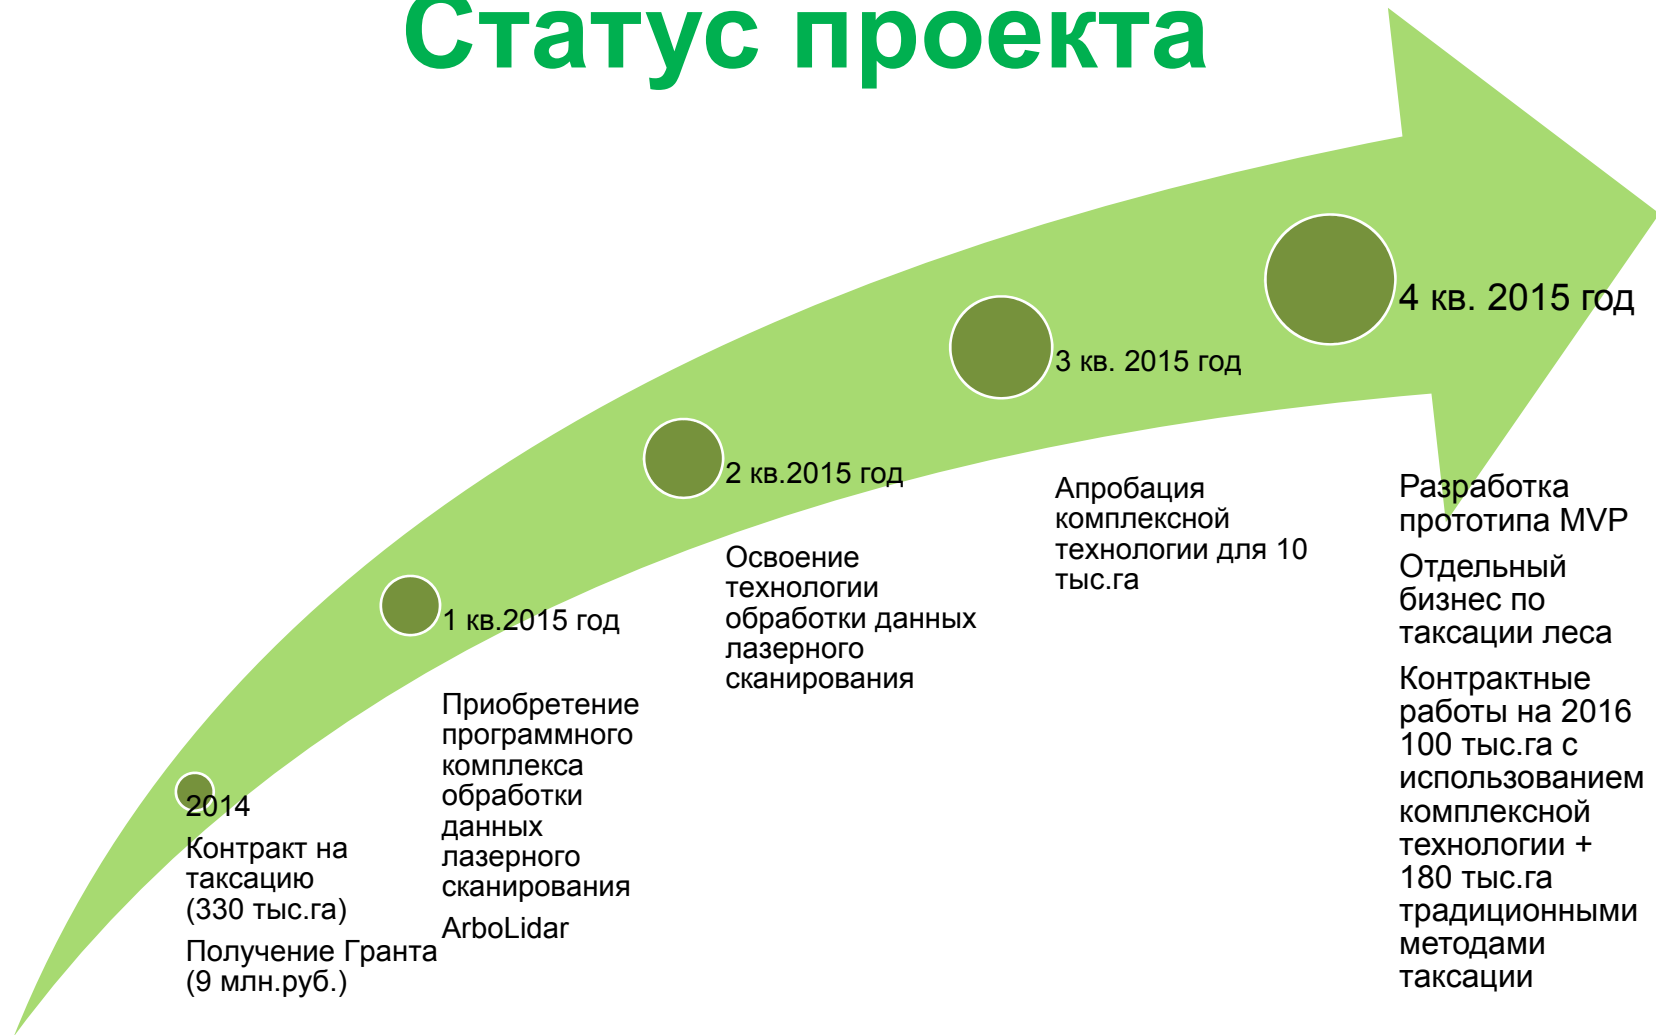 Статус проекта
2014
Контракт на
таксацию
(330 тыс.га)
Получение Гранта
(9 млн.руб.)
1 кв.2015 год
Приобретение
программного
комплекса
обработки
данных
лазерного
сканирования
ArboLidar
2 кв.2015 год
Освоение
технологии
обработки данных
лазерного
сканирования
3 кв. 2015 год
Апробация
комплексной
технологии для 10
тыс.га
4 кв. 2015 год
Разработка
прототипа MVP
Отдельный
бизнес по
таксации леса
Контрактные
работы на 2016
100 тыс.га с
использованием
комплексной
технологии +
180 тыс.га
традиционными
методами
таксации